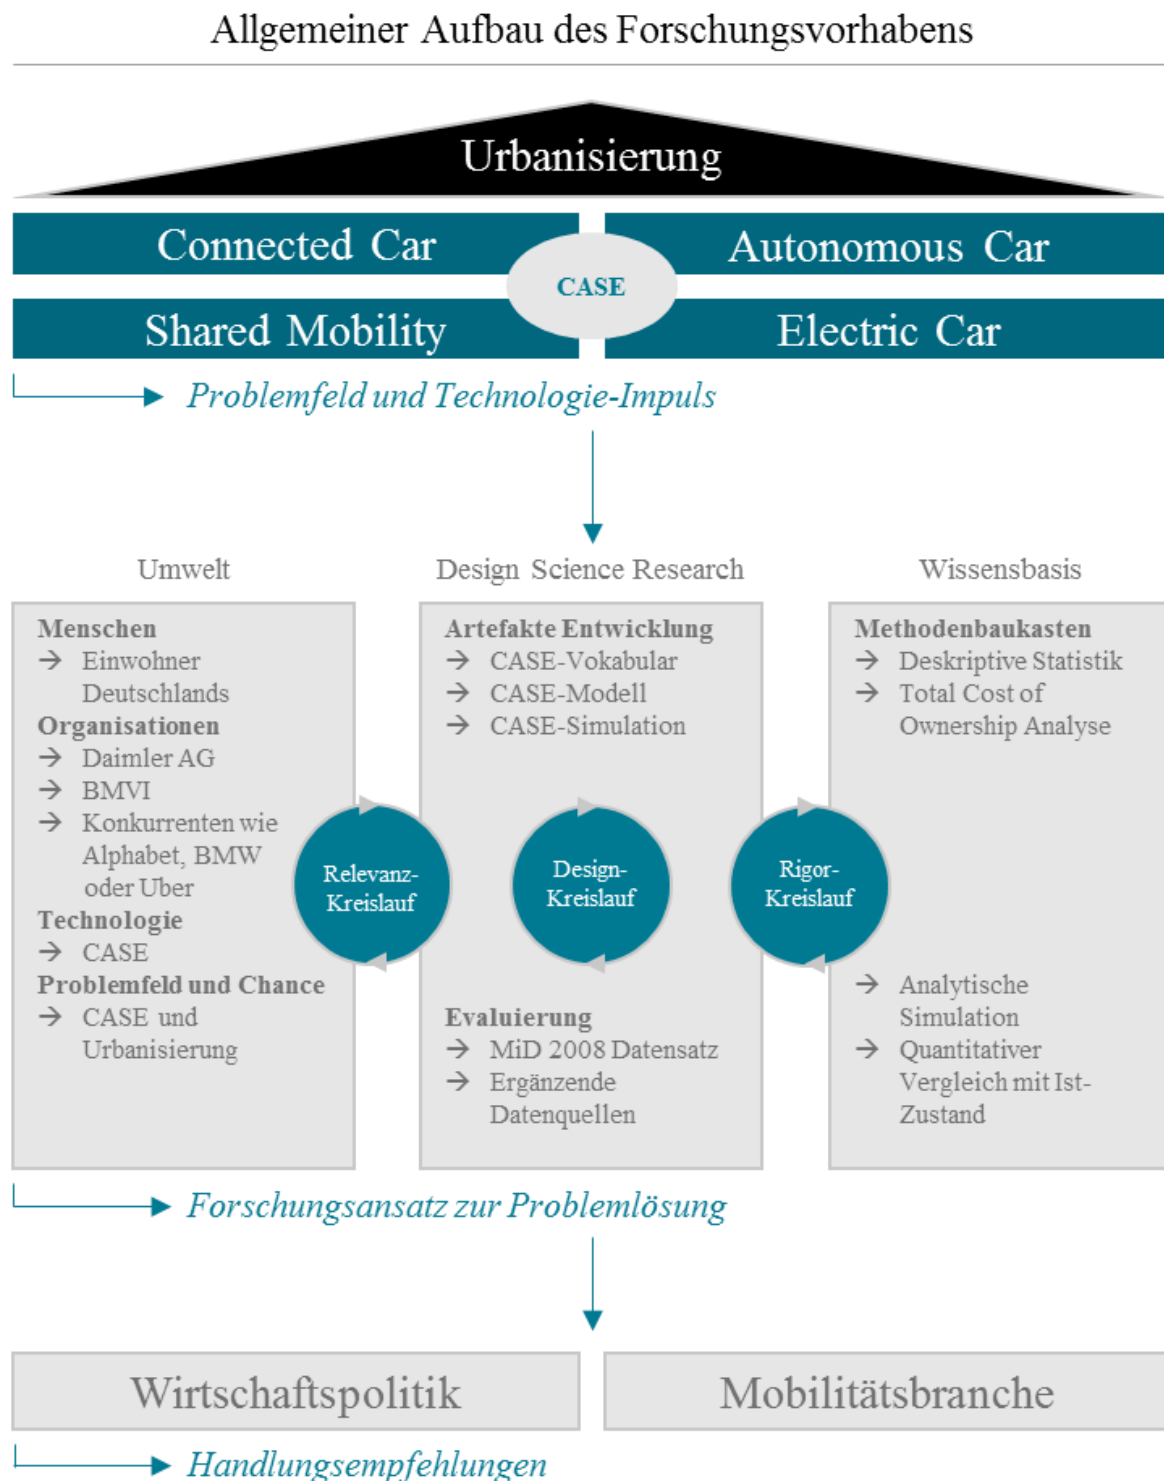 Allgemeiner Aufbau des Forschungsvorhabens
Urbanisierung
Connected Car
Autonomous Car
CASE
Shared Mobility
Electric Car
Problemfeld und Technologie-Impuls
Umwelt
Menschen
→ Einwohner
Deutschlands
Organisationen
→ Daimler AG
→ BMVI
→ Konkurrenten wie
Alphabet, BMW
oder Uber
Technologie
→ CASE
Problemfeld und Chance
→ CASE und
Urbanisierung
Relevanz-
Kreislauf
Design Science Research
Artefakte Entwicklung
→ CASE-Vokabular
→ CASE-Modell
→ CASE-Simulation
Design-
Kreislauf
Evaluierung
→ MiD 2008 Datensatz
→ Ergänzende
Datenquellen
Rigor-
Kreislauf
Wissensbasis
Methodenbaukasten
→ Deskriptive Statistik
→ Total Cost of
Ownership Analyse
→ Analytische
Simulation
→ Quantitativer
Vergleich mit Ist-
Zustand
Forschungsansatz zur Problemlösung
Wirtschaftspolitik
Mobilitätsbranche
Handlungsempfehlungen